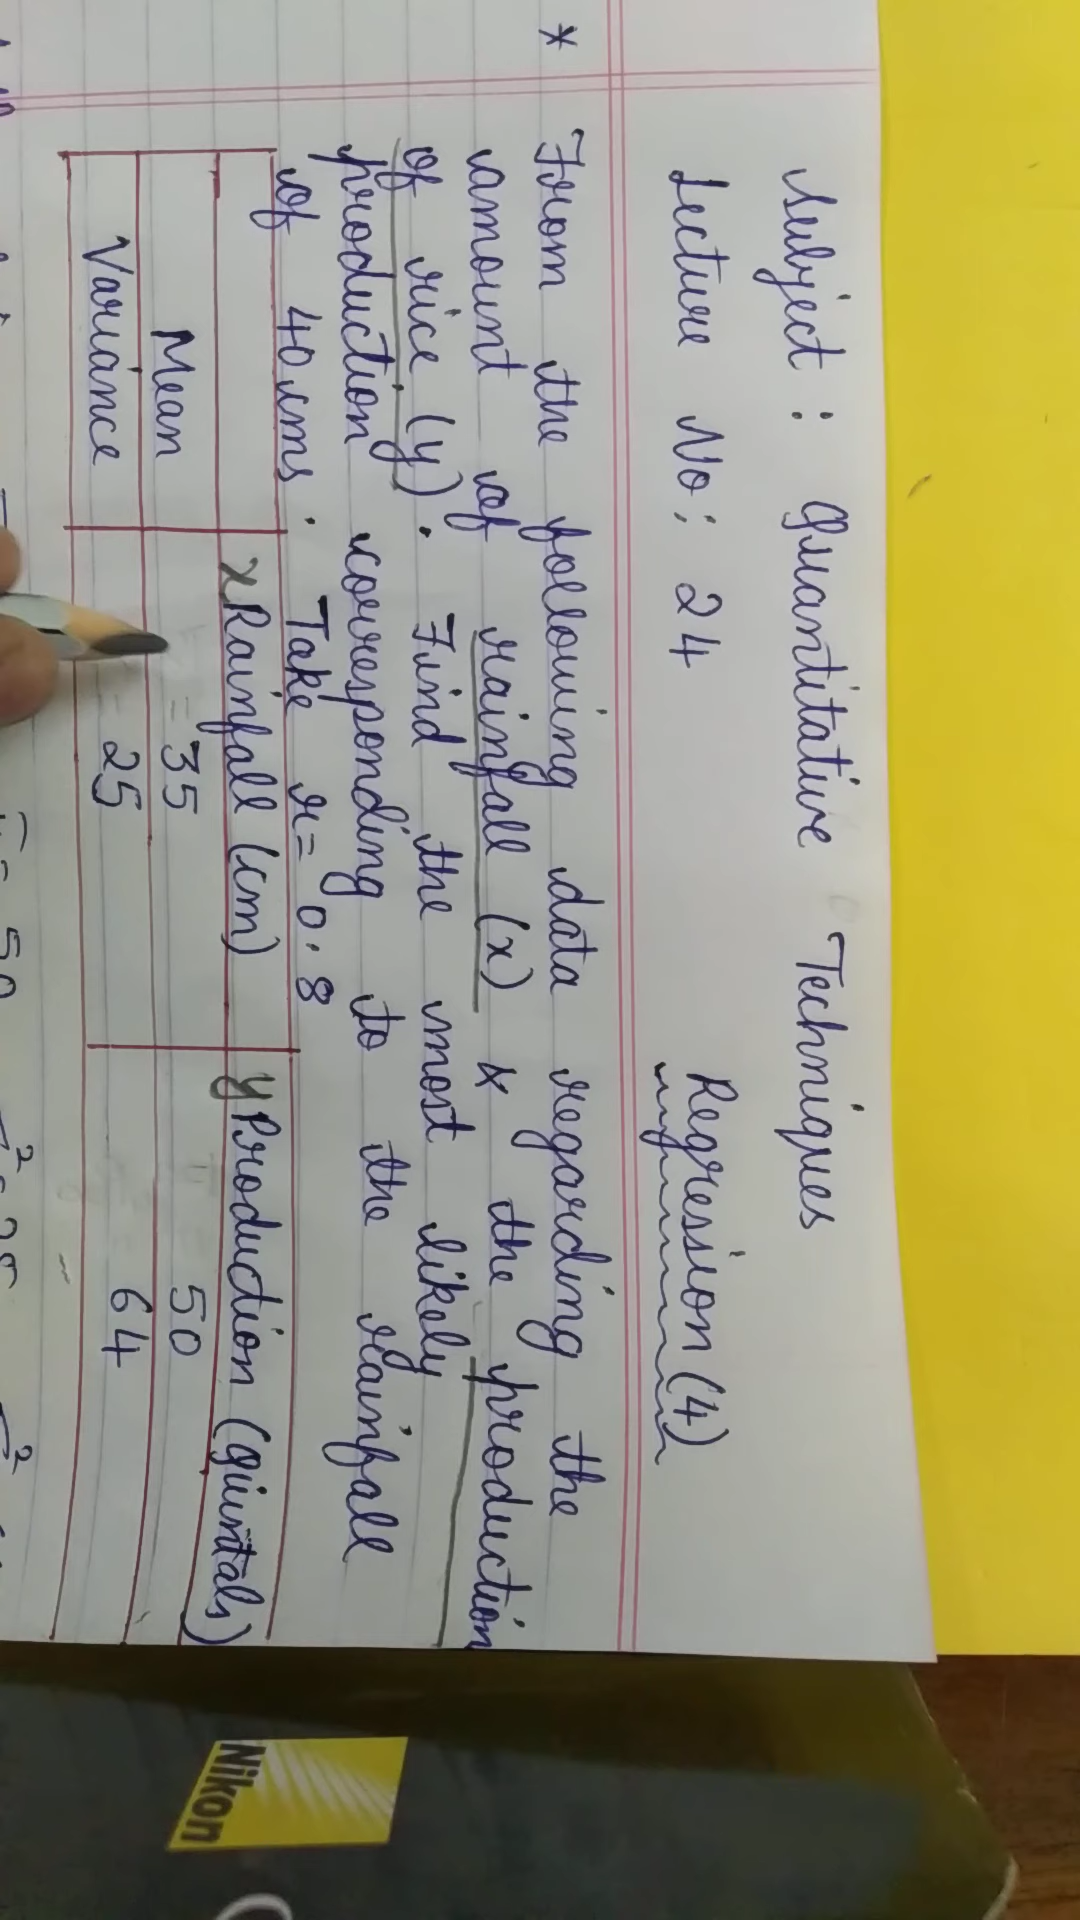 Subject : Quantitative Techniques
Lecture No: 24 Regression (4)
* From the following data regarding the
amount of rainfall (x) & the production
of rice (y). Find the most likely
production corresponding to the rainfall
of 40 cms. Take r = 0.8
x Rainfall (cm) y Production (quintals)
Mean = 35 50
Variance = 25 64
Nikon